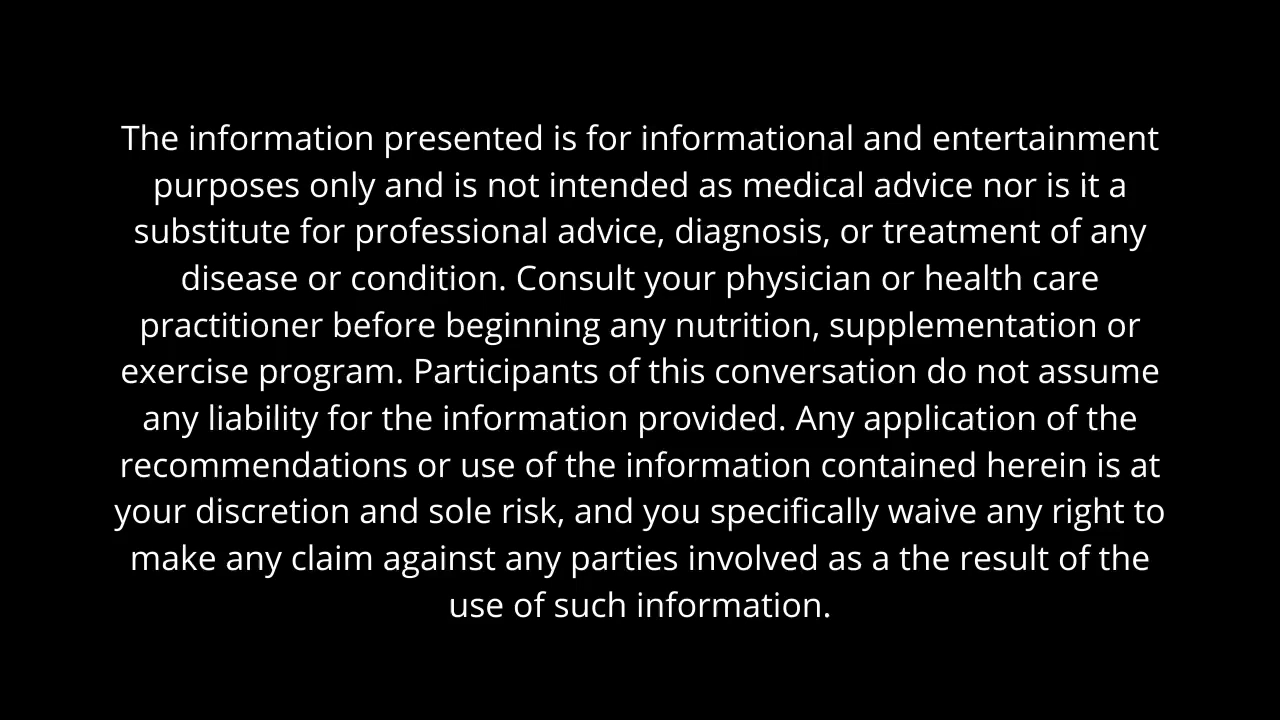 The information presented is for informational and entertainment
purposes only and is not intended as medical advice nor is it a
substitute for professional advice, diagnosis, or treatment of any
disease or condition. Consult your physician or health care
practitioner before beginning any nutrition, supplementation or
exercise program. Participants of this conversation do not assume
any liability for the information provided. Any application of the
recommendations or use of the information contained herein is at
your discretion and sole risk, and you specifically waive any right to
make any claim against any parties involved as a the result of the
use of such information.